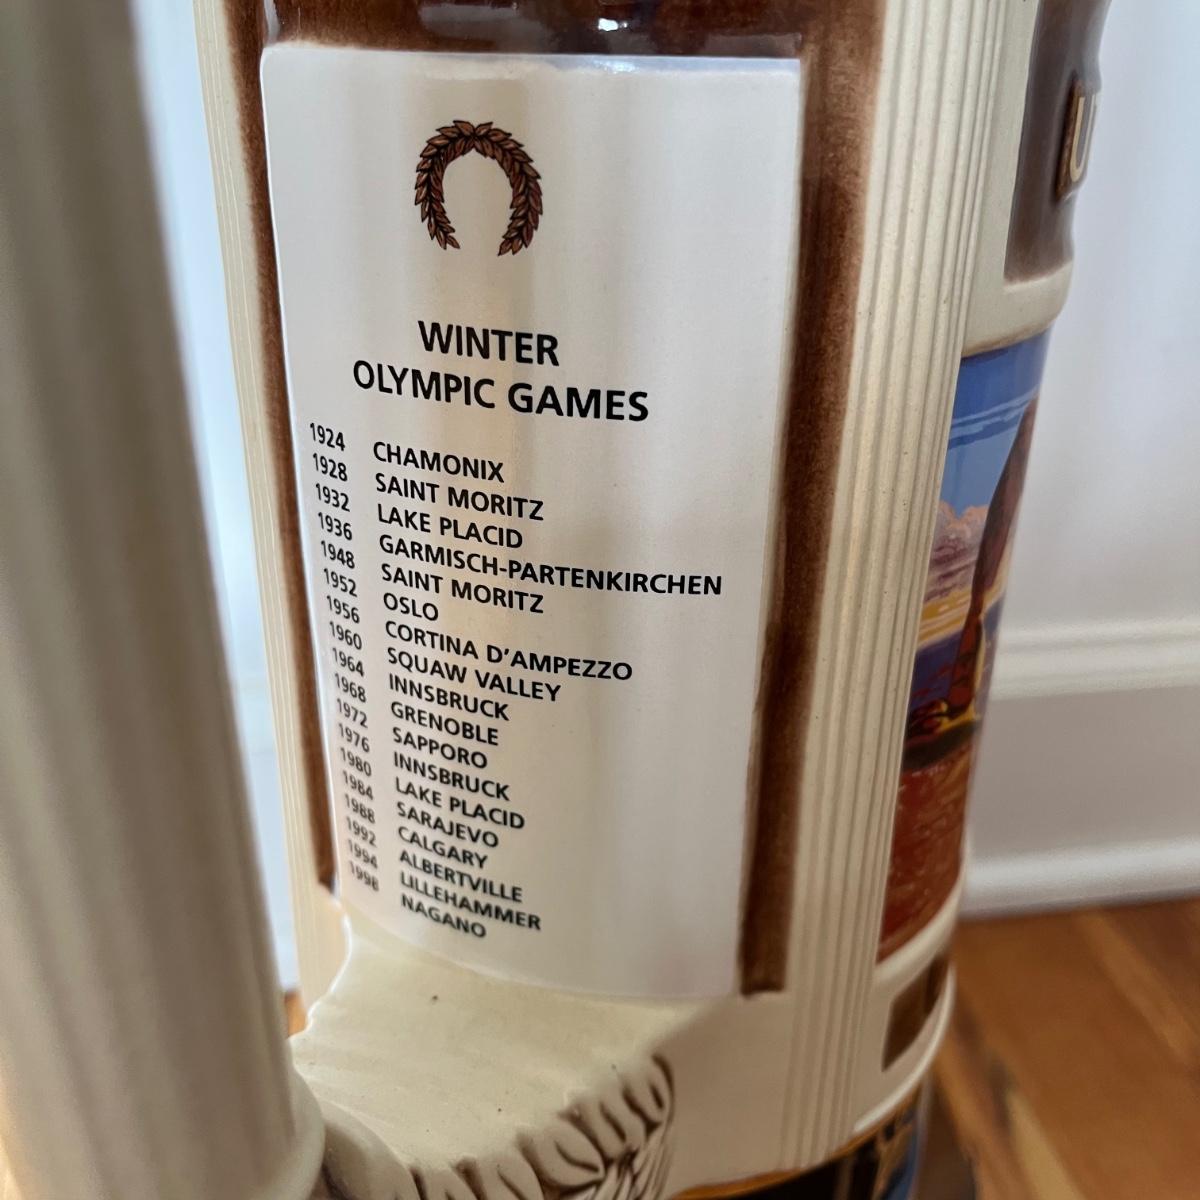 WINTER
OLYMPIC GAMES
1924 CHAMONIX
1928 SAINT MORITZ
1932 LAKE PLACID
1936 GARMISCH-PARTENKIRCHEN
1948 SAINT MORITZ
1952 OSLO
1956 CORTINA D'AMPEZZO
1960 SQUAW VALLEY
1964 INNSBRUCK
1968 GRENOBLE
1972 SAPPORO
1976 INNSBRUCK
1980 LAKE PLACID
1984 SARAJEVO
1988 CALGARY
1992 ALBERTVILLE
1994 LILLEHAMMER
1998 NAGANO